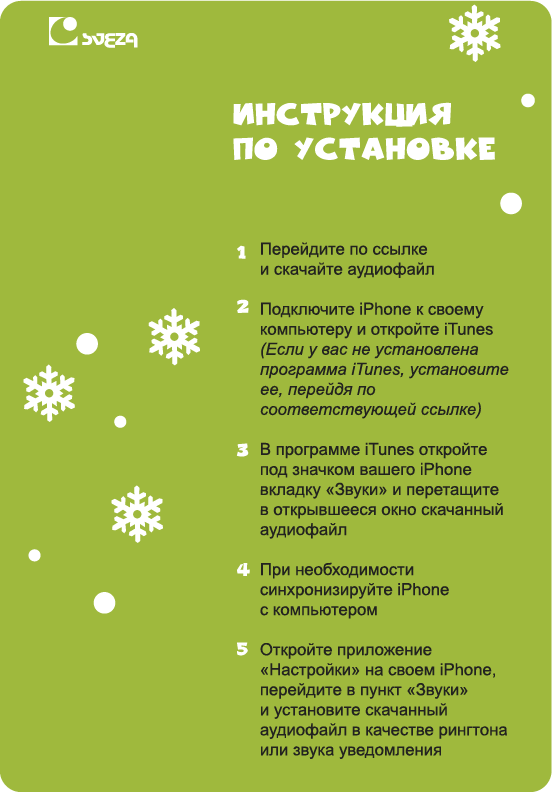 SVEZA
ИНСТРУКЦИЯ
ПО УСТАНОВКЕ
1 Перейдите по ссылке
и скачайте аудиофайл
2 Подключите iPhone к своему
компьютеру и откройте iTunes
(Если у вас не установлена
программа iTunes, установите
ее, перейдя по
соответствующей ссылке)
3 В программе iTunes откройте
под значком вашего iPhone
вкладку «Звуки» и перетащите
в открывшееся окно скачанный
аудиофайл
4 При необходимости
синхронизируйте iPhone
с компьютером
5 Откройте приложение
«Настройки» на своем iPhone,
перейдите в пункт «Звуки»
и установите скачанный
аудиофайл в качестве рингтона
или звука уведомления